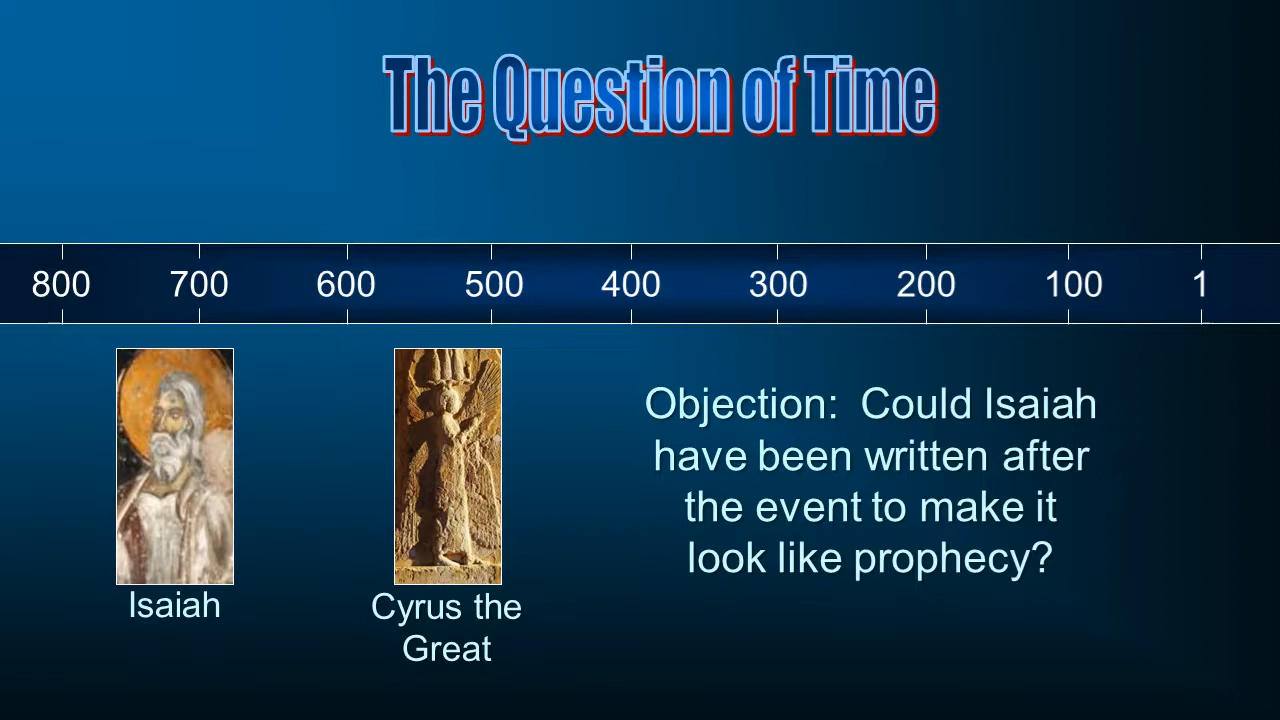 The Question of Time
800 700 600 500 400 300 200 100 1
Objection: Could Isaiah
have been written after
the event to make it
look like prophecy?
Isaiah
Cyrus the
Great